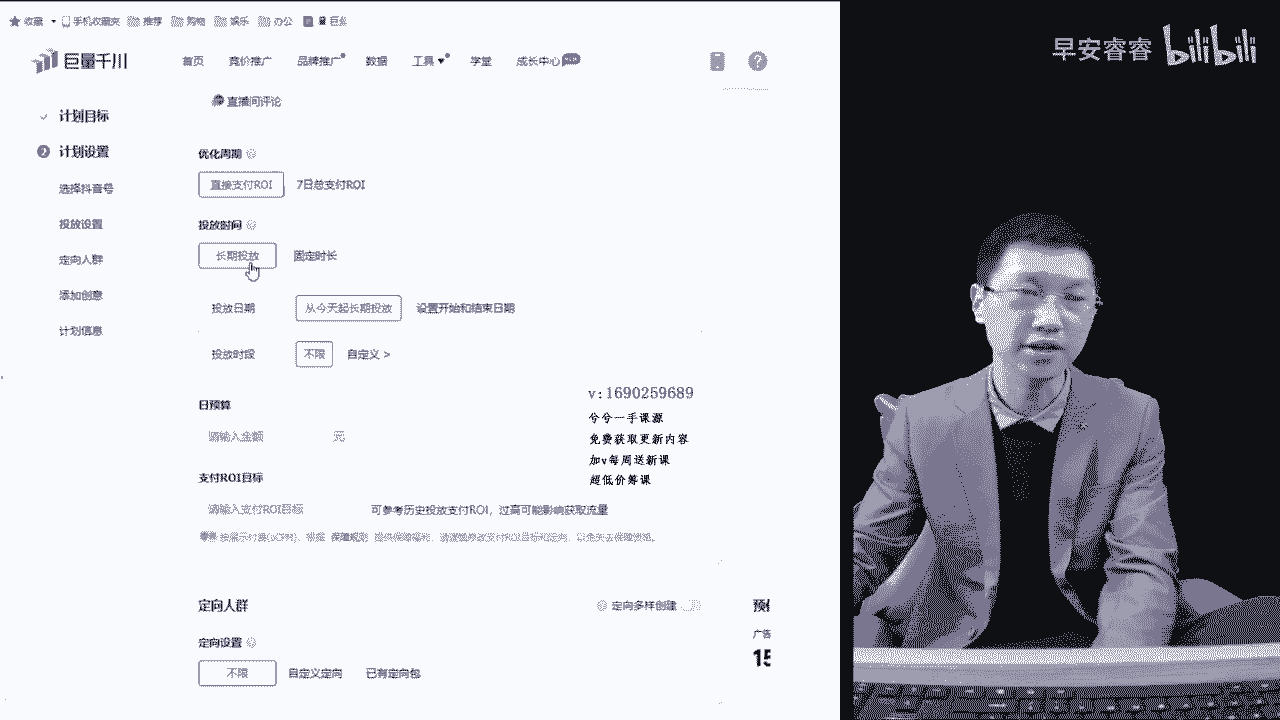 收藏 手机收藏夹 推荐 购物 娱乐 办公
早安睿睿 bilibili
巨量千川 首页 竞价推广 品牌推广 数据 工具 学堂 成长中心
直播间评论
计划目标
计划设置
选择抖音号
投放设置
定向人群
添加创意
计划信息
优化周期
直接支付ROI 7日总支付ROI
投放时间
长期投放 固定时长
投放日期 从今天起长期投放 设置开始和结束日期
投放时段 不限 自定义 >
日预算
请输入金额 元
支付ROI目标
请输入支付ROI目标 可参考历史投放支付ROI，过高可能影响获取流量
v:1690259689
兮兮一手课源
免费获取更新内容
加v每周送新课
超低价筹课
定向人群 定向多样创建
定向设置
不限 自定义定向 已有定向包
广告
15